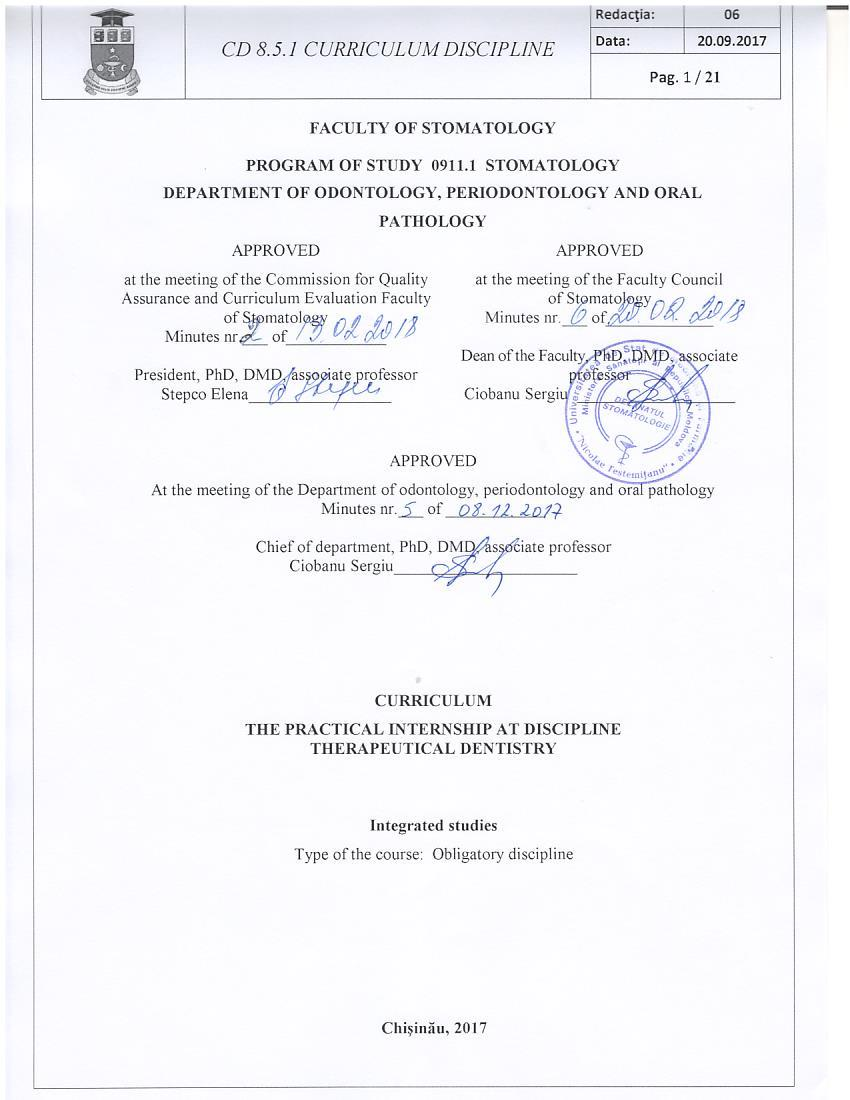 CD 8.5.1 CURRICULUM DISCIPLINE
Redacţia: 06
Data: 20.09.2017
Pag. 1 / 21
FACULTY OF STOMATOLOGY
PROGRAM OF STUDY 0911.1 STOMATOLOGY
DEPARTMENT OF ODONTOLOGY, PERIODONTOLOGY AND ORAL
PATHOLOGY
APPROVED
at the meeting of the Commission for Quality
Assurance and Curriculum Evaluation Faculty
of Stomatology
Minutes nr. 2 of 13.02.2018
President, PhD, DMD, associate professor
Stepco Elena
APPROVED
at the meeting of the Faculty Council
of Stomatology
Minutes nr. 6 of 20.02.2018
Dean of the Faculty, PhD, DMD, associate
professor
Ciobanu Sergiu
DECANATUL
STOMATOLOGIE
"Nicolae Testemiţanu"
APPROVED
At the meeting of the Department of odontology, periodontology and oral pathology
Minutes nr. 5 of 08.12.2017
Chief of department, PhD, DMD, associate professor
Ciobanu Sergiu
CURRICULUM
THE PRACTICAL INTERNSHIP AT DISCIPLINE
THERAPEUTICAL DENTISTRY
Integrated studies
Type of the course: Obligatory discipline
Chişinău, 2017